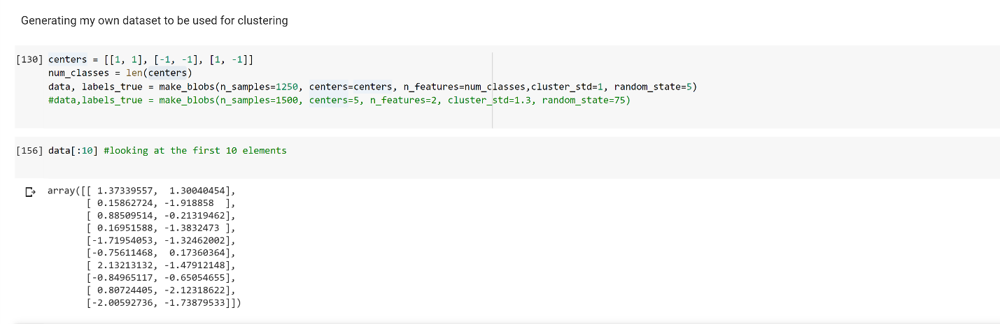 Generating my own dataset to be used for clustering
[130] centers = [[1, 1], [-1, -1], [1, -1]]
num_classes = len(centers)
data, labels_true = make_blobs(n_samples=1250, centers=centers, n_features=num_classes,cluster_std=1, random_state=5)
#data,labels_true = make_blobs(n_samples=1500, centers=5, n_features=2, cluster_std=1.3, random_state=75)
[156] data[:10] #looking at the first 10 elements
array([[ 1.37339557,  1.30040454],
[ 0.15862724, -1.918858  ],
[ 0.88509514, -0.21319462],
[ 0.16951588, -1.3832473 ],
[-1.71954053, -1.32462002],
[-0.75611468,  0.17360364],
[ 2.13213132, -1.47912148],
[-0.84965117, -0.65054655],
[ 0.80724405, -2.12318622],
[-2.00592736, -1.73879533]])